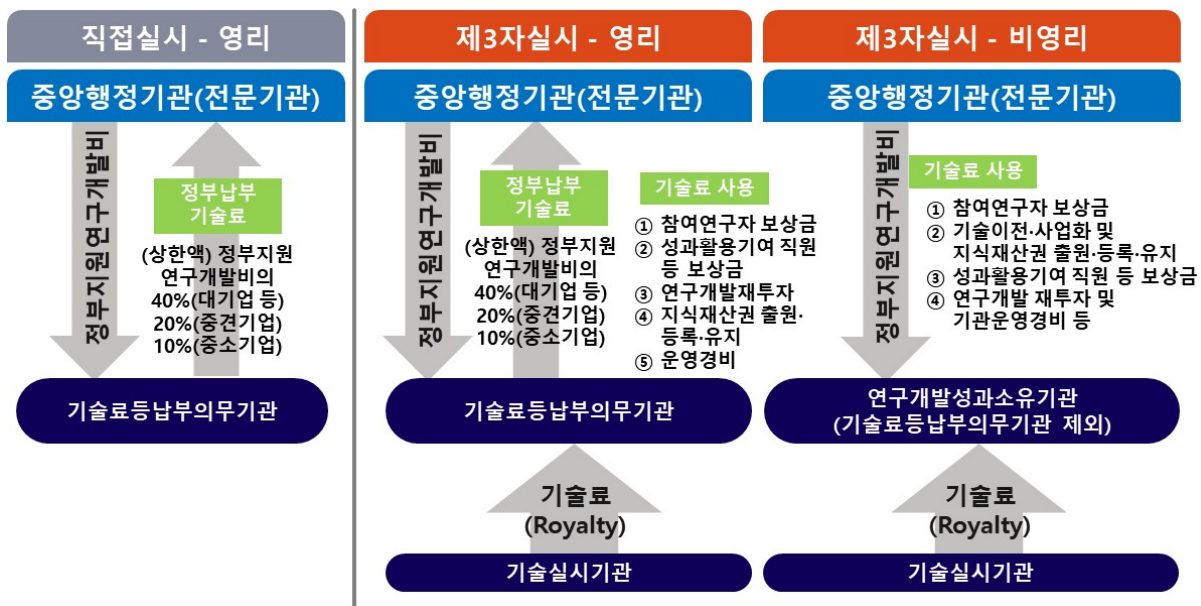 직접실시 - 영리
중앙행정기관(전문기관)
정부지원연구개발비
정부납부
기술료
(상한액) 정부지원
연구개발비의
40%(대기업 등)
20%(중견기업)
10%(중소기업)
기술료등납부의무기관
제3자실시 - 영리
중앙행정기관(전문기관)
정부지원연구개발비
정부납부
기술료
(상한액) 정부지원
연구개발비의
40%(대기업 등)
20%(중견기업)
10%(중소기업)
기술료 사용
① 참여연구자 보상금
② 성과활용기여 직원
등 보상금
③ 연구개발재투자
④ 지식재산권 출원·
등록·유지
⑤ 운영경비
기술료등납부의무기관
기술료
(Royalty)
기술실시기관
제3자실시 - 비영리
중앙행정기관(전문기관)
정부지원연구개발비
기술료 사용
① 참여연구자 보상금
② 기술이전·사업화 및
지식재산권 출원·등록·유지
③ 성과활용기여 직원 등 보상금
④ 연구개발 재투자 및
기관운영경비 등
연구개발성과소유기관
(기술료등납부의무기관 제외)
기술료
(Royalty)
기술실시기관